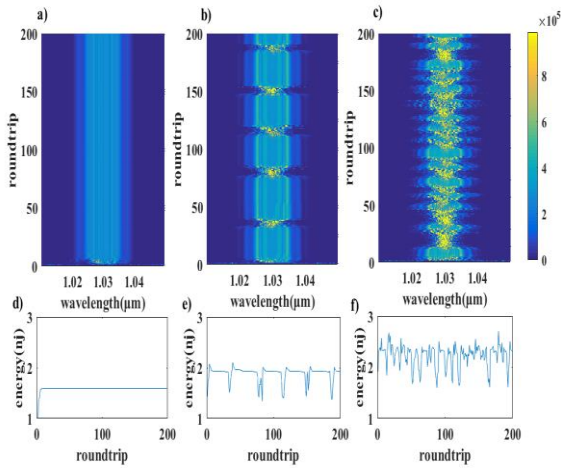 a)
b)
c)
×10⁵
200
150
100
50
0
roundtrip
1.02 1.03 1.04
wavelength(μm)
200
150
100
50
0
roundtrip
1.02 1.03 1.04
wavelength(μm)
200
150
100
50
0
roundtrip
1.02 1.03 1.04
wavelength(μm)
8
6
4
2
0
d)
3
2
1
energy(nj)
0 100 200
roundtrip
e)
3
2
1
energy(nj)
0 100 200
roundtrip
f)
3
2
1
energy(nj)
0 100 200
roundtrip